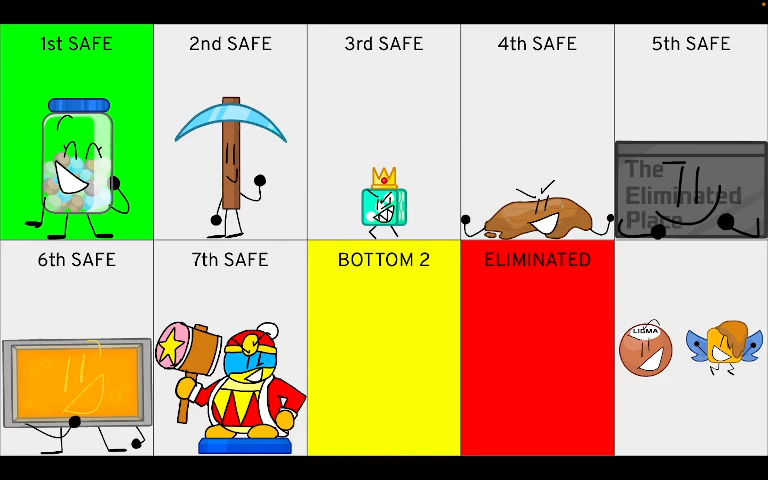 1st SAFE
2nd SAFE
3rd SAFE
4th SAFE
5th SAFE
The
Eliminated
Place
6th SAFE
7th SAFE
BOTTOM 2
ELIMINATED
LIGMA